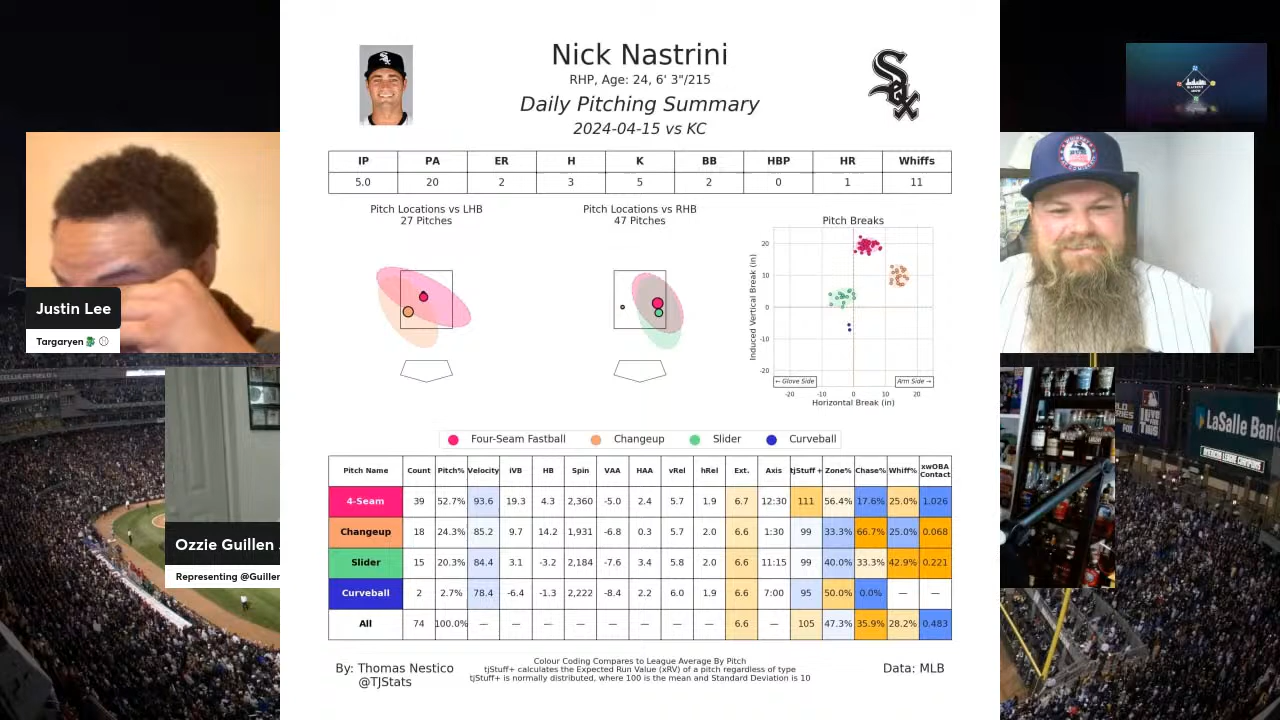 Nick Nastrini
RHP, Age: 24, 6' 3"/215
Daily Pitching Summary
2024-04-15 vs KC
IP PA ER H K BB HBP HR Whiffs
5.0 20 2 3 5 2 0 1 11
Pitch Locations vs LHB
27 Pitches
Pitch Locations vs RHB
47 Pitches
Pitch Breaks
Induced Vertical Break (in)
20
10
0
-10
-20
← Glove Side
Arm Side →
-20 -10 0 10 20
Horizontal Break (in)
Four-Seam Fastball Changeup Slider Curveball
Pitch Name Count Pitch% Velocity iVB HB Spin VAA HAA vRel hRel Ext. Axis tjStuff+ Zone% Chase% Whiff% xwOBA Contact
4-Seam 39 52.7% 93.6 19.3 4.3 2,360 -5.0 2.4 5.7 1.9 6.7 12:30 111 56.4% 17.6% 25.0% 1.026
Changeup 18 24.3% 85.2 9.7 14.2 1,931 -6.8 0.3 5.7 2.0 6.6 1:30 99 33.3% 66.7% 25.0% 0.068
Slider 15 20.3% 84.4 3.1 -3.2 2,184 -7.6 3.4 5.8 2.0 6.6 11:15 99 40.0% 33.3% 42.9% 0.221
Curveball 2 2.7% 78.4 -6.4 -1.3 2,222 -8.4 2.2 6.0 1.9 6.6 7:00 95 50.0% 0.0% — —
All 74 100.0% — — — — — — — — 6.6 — 105 47.3% 35.9% 28.2% 0.483
By: Thomas Nestico
@TJStats
Colour Coding Compares to League Average By Pitch
tjStuff+ calculates the Expected Run Value (xRV) of a pitch regardless of type
tjStuff+ is normally distributed, where 100 is the mean and Standard Deviation is 10
Data: MLB
Justin Lee
Targaryen
Ozzie Guillen
Representing @Guillen
LaSalle Bank